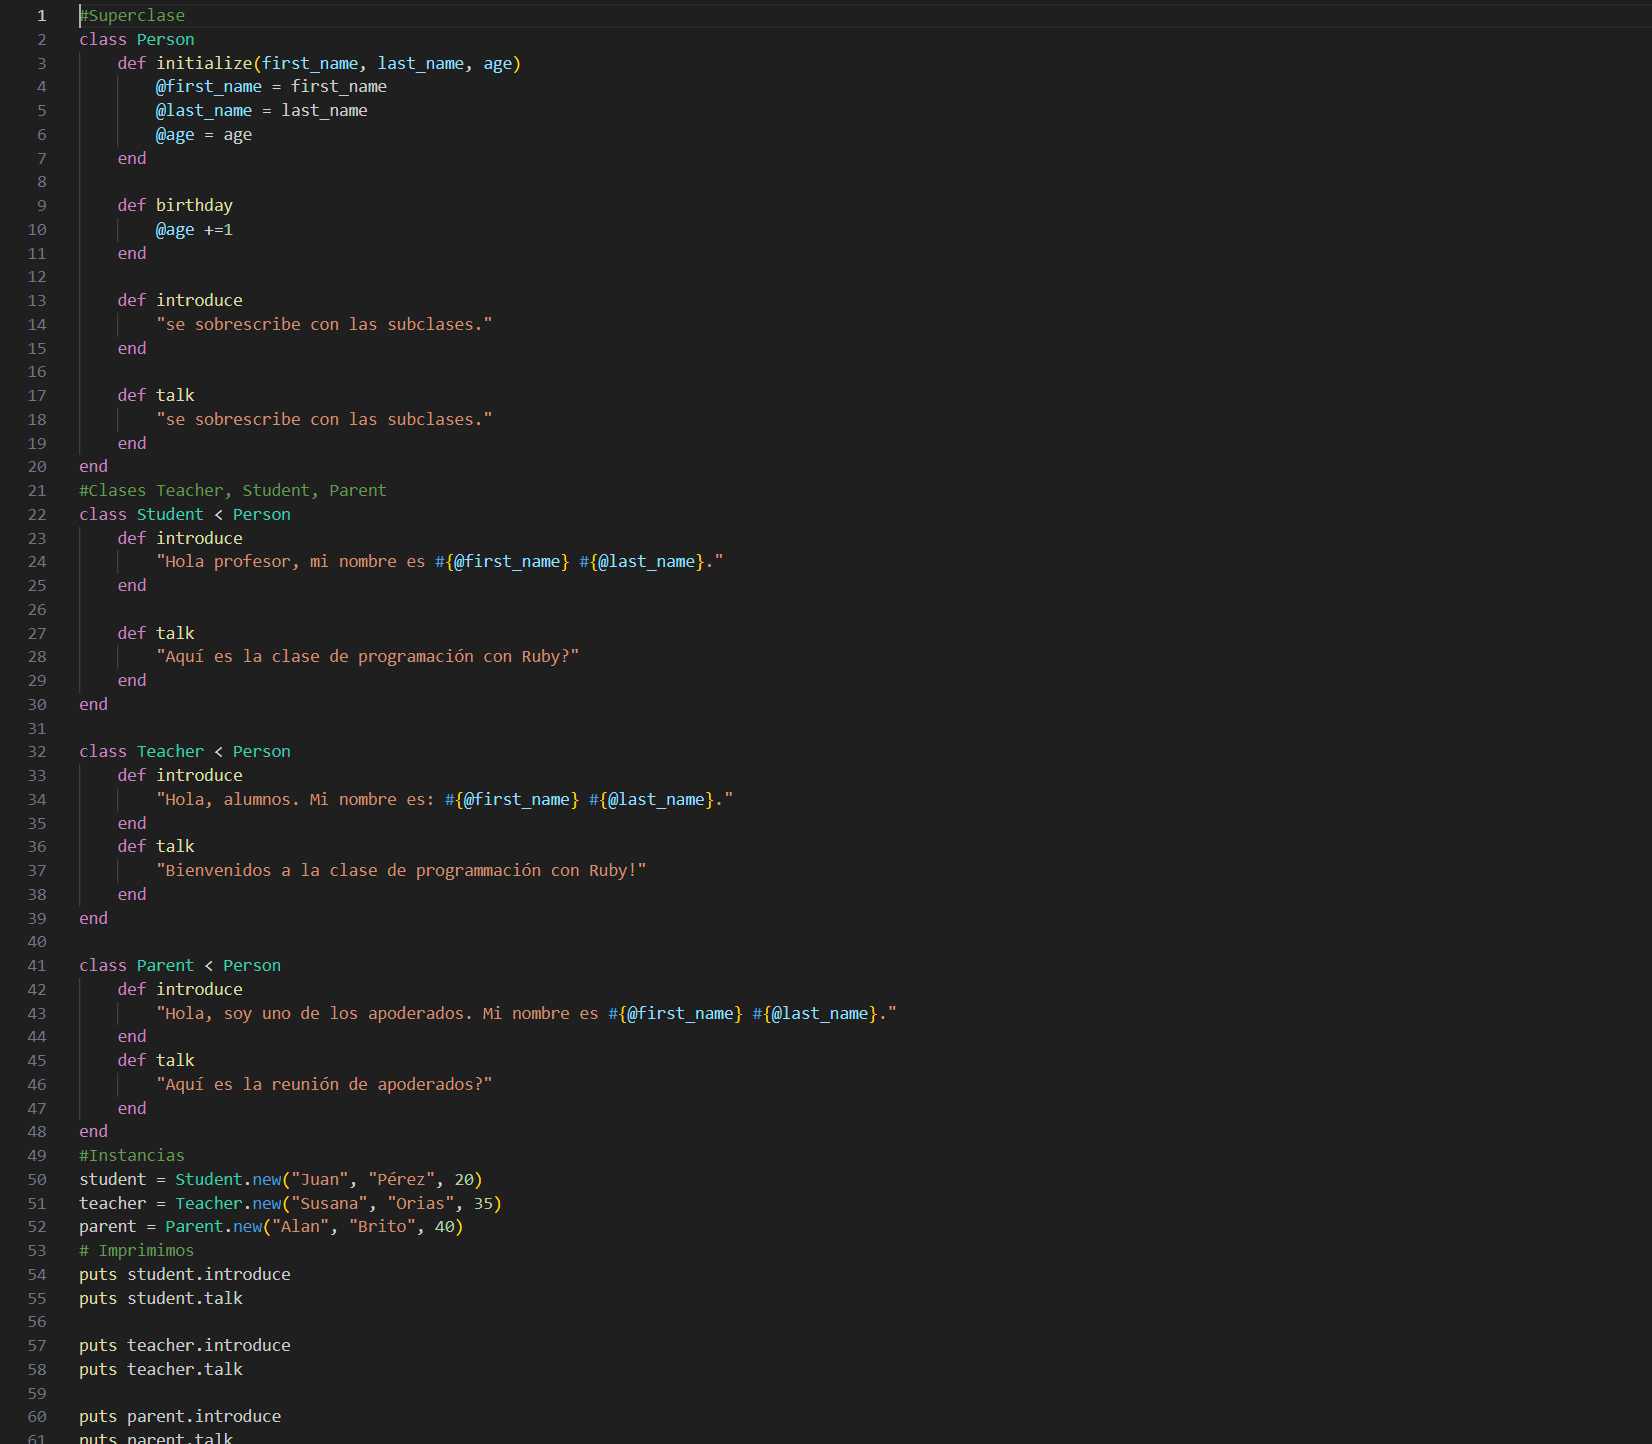 1 #Superclase
2 class Person
3     def initialize(first_name, last_name, age)
4         @first_name = first_name
5         @last_name = last_name
6         @age = age
7     end
8
9     def birthday
10         @age +=1
11     end
12
13     def introduce
14         "se sobrescribe con las subclases."
15     end
16
17     def talk
18         "se sobrescribe con las subclases."
19     end
20 end
21 #Clases Teacher, Student, Parent
22 class Student < Person
23     def introduce
24         "Hola profesor, mi nombre es #{@first_name} #{@last_name}."
25     end
26
27     def talk
28         "Aquí es la clase de programación con Ruby?"
29     end
30 end
31
32 class Teacher < Person
33     def introduce
34         "Hola, alumnos. Mi nombre es: #{@first_name} #{@last_name}."
35     end
36     def talk
37         "Bienvenidos a la clase de programmación con Ruby!"
38     end
39 end
40
41 class Parent < Person
42     def introduce
43         "Hola, soy uno de los apoderados. Mi nombre es #{@first_name} #{@last_name}."
44     end
45     def talk
46         "Aquí es la reunión de apoderados?"
47     end
48 end
49 #Instancias
50 student = Student.new("Juan", "Pérez", 20)
51 teacher = Teacher.new("Susana", "Orias", 35)
52 parent = Parent.new("Alan", "Brito", 40)
53 # Imprimimos
54 puts student.introduce
55 puts student.talk
56
57 puts teacher.introduce
58 puts teacher.talk
59
60 puts parent.introduce
61 puts parent.talk